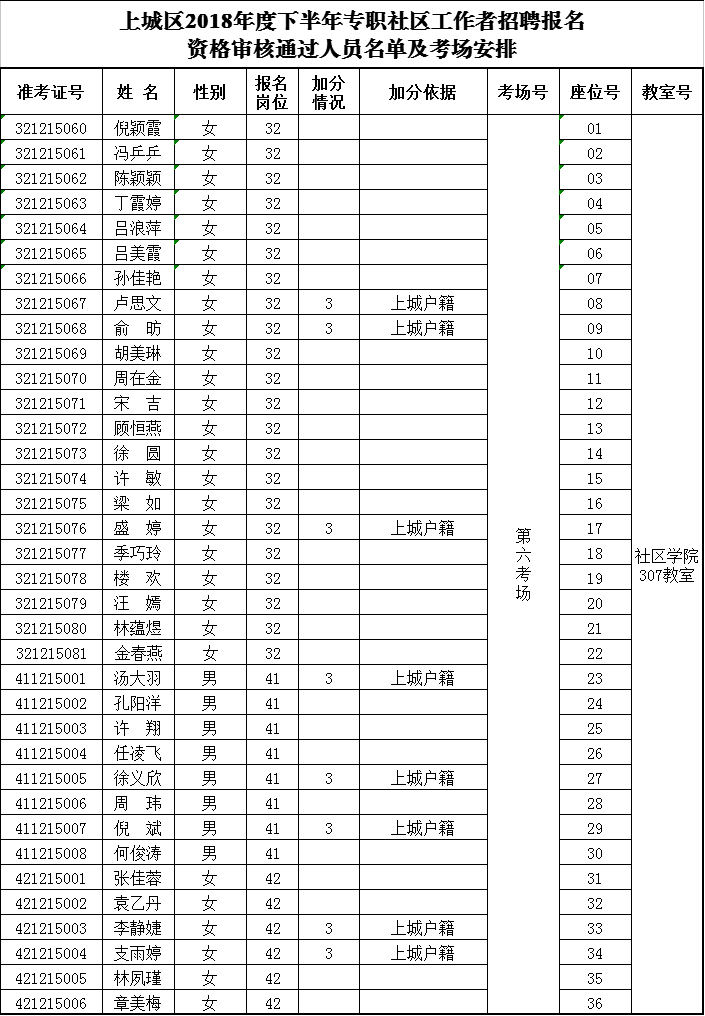 上城区2018年度下半年专职社区工作者招聘报名
资格审核通过人员名单及考场安排
准考证号 姓 名 性别 报名岗位 加分情况 加分依据 考场号 座位号 教室号
321215060 倪颖霞 女 32 01
321215061 冯乒乒 女 32 02
321215062 陈颖颖 女 32 03
321215063 丁霞婷 女 32 04
321215064 吕浪萍 女 32 05
321215065 吕美霞 女 32 06
321215066 孙佳艳 女 32 07
321215067 卢思文 女 32 3 上城户籍 08
321215068 俞 昉 女 32 3 上城户籍 09
321215069 胡美琳 女 32 10
321215070 周在金 女 32 11
321215071 宋 吉 女 32 12
321215072 顾恒燕 女 32 13
321215073 徐 圆 女 32 14
321215074 许 敏 女 32 15
321215075 梁 如 女 32 16
321215076 盛 婷 女 32 3 上城户籍 17
321215077 季巧玲 女 32 18
321215078 楼 欢 女 32 19
321215079 汪 嫣 女 32 20
321215080 林蕴煜 女 32 21
321215081 金春燕 女 32 22
411215001 汤大羽 男 41 3 上城户籍 23
411215002 孔阳洋 男 41 24
411215003 许 翔 男 41 25
411215004 任凌飞 男 41 26
411215005 徐义欣 男 41 3 上城户籍 27
411215006 周 玮 男 41 28
411215007 倪 斌 男 41 3 上城户籍 29
411215008 何俊涛 男 41 30
421215001 张佳蓉 女 42 31
421215002 袁乙丹 女 42 32
421215003 李静婕 女 42 3 上城户籍 33
421215004 支雨婷 女 42 3 上城户籍 34
421215005 林夙瑾 女 42 35
421215006 章美梅 女 42 36
第六考场
社区学院
307教室